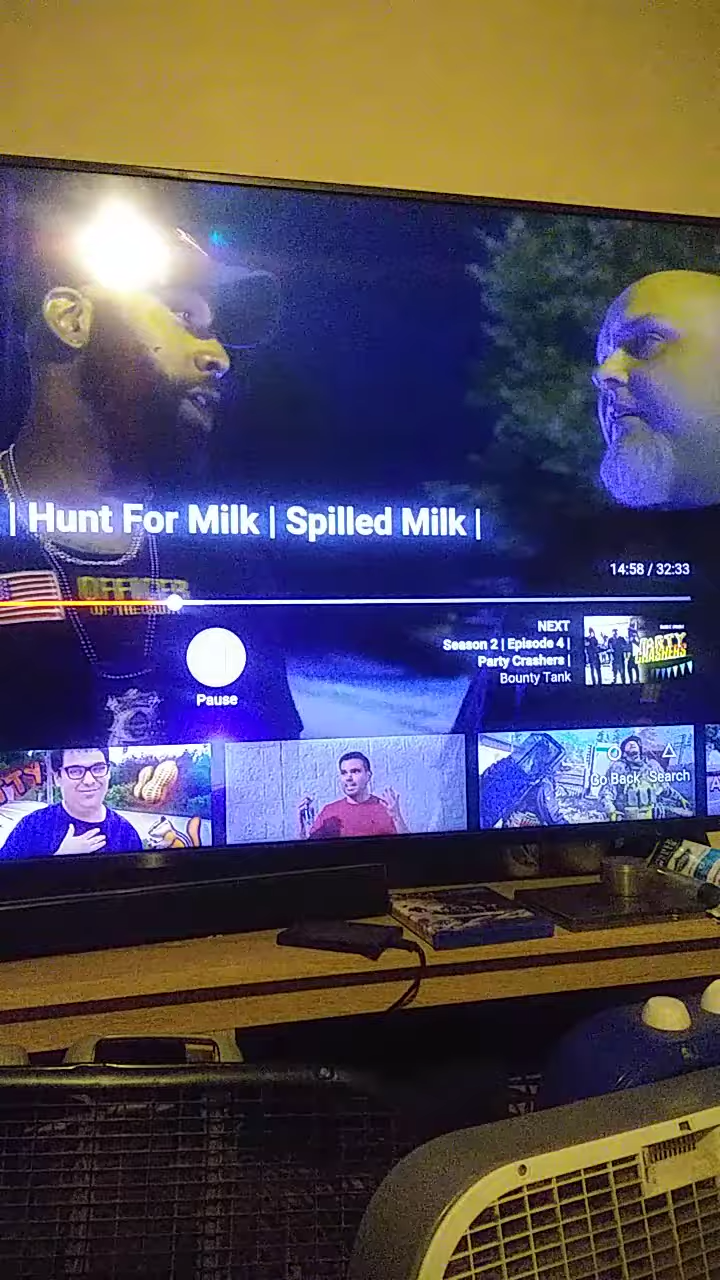 | Hunt For Milk | Spilled Milk |
OFFICER
14:58 / 32:33
NEXT
Season 2 | Episode 4 |
Party Crashers |
Bounty Tank
PARTY
CRASHERS
Pause
Go Back Search